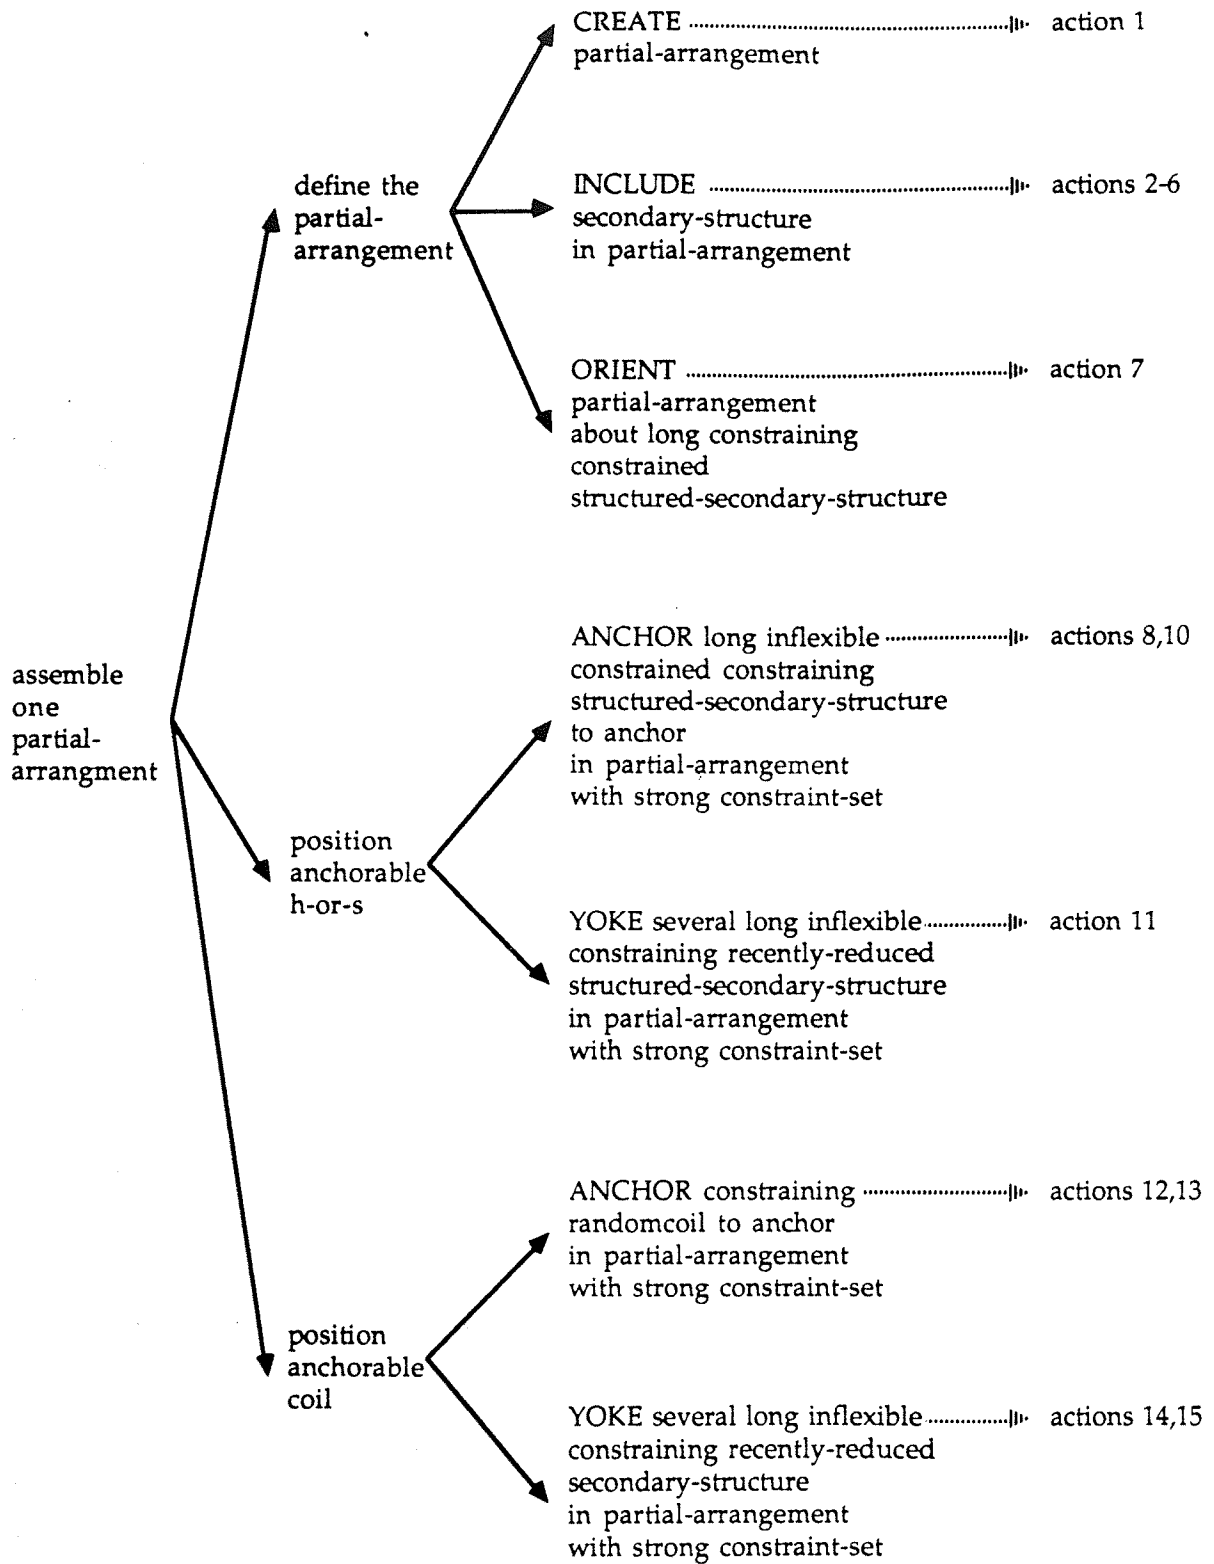 CREATE action 1
partial-arrangement
define the
partial-
arrangement
INCLUDE actions 2-6
secondary-structure
in partial-arrangement
ORIENT action 7
partial-arrangement
about long constraining
constrained
structured-secondary-structure
assemble
one
partial-
arrangment
ANCHOR long inflexible actions 8,10
constrained constraining
structured-secondary-structure
to anchor
in partial-arrangement
with strong constraint-set
position
anchorable
h-or-s
YOKE several long inflexible action 11
constraining recently-reduced
structured-secondary-structure
in partial-arrangement
with strong constraint-set
ANCHOR constraining actions 12,13
randomcoil to anchor
in partial-arrangement
with strong constraint-set
position
anchorable
coil
YOKE several long inflexible actions 14,15
constraining recently-reduced
secondary-structure
in partial-arrangement
with strong constraint-set